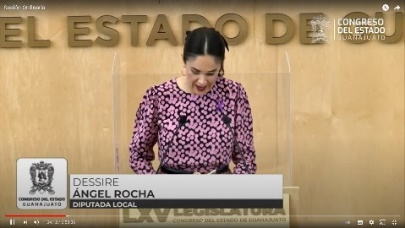 Sesión Ordinaria
EL ESTADO DE GU
CONGRESO
DEL ESTADO
GUANAJUATO
CONGRESO DEL ESTADO
GUANAJUATO
DESSIRE
ÁNGEL ROCHA
DIPUTADA LOCAL
LXV LEGISLATURA
CONGRESO DEL ESTADO DE GUANAJUATO